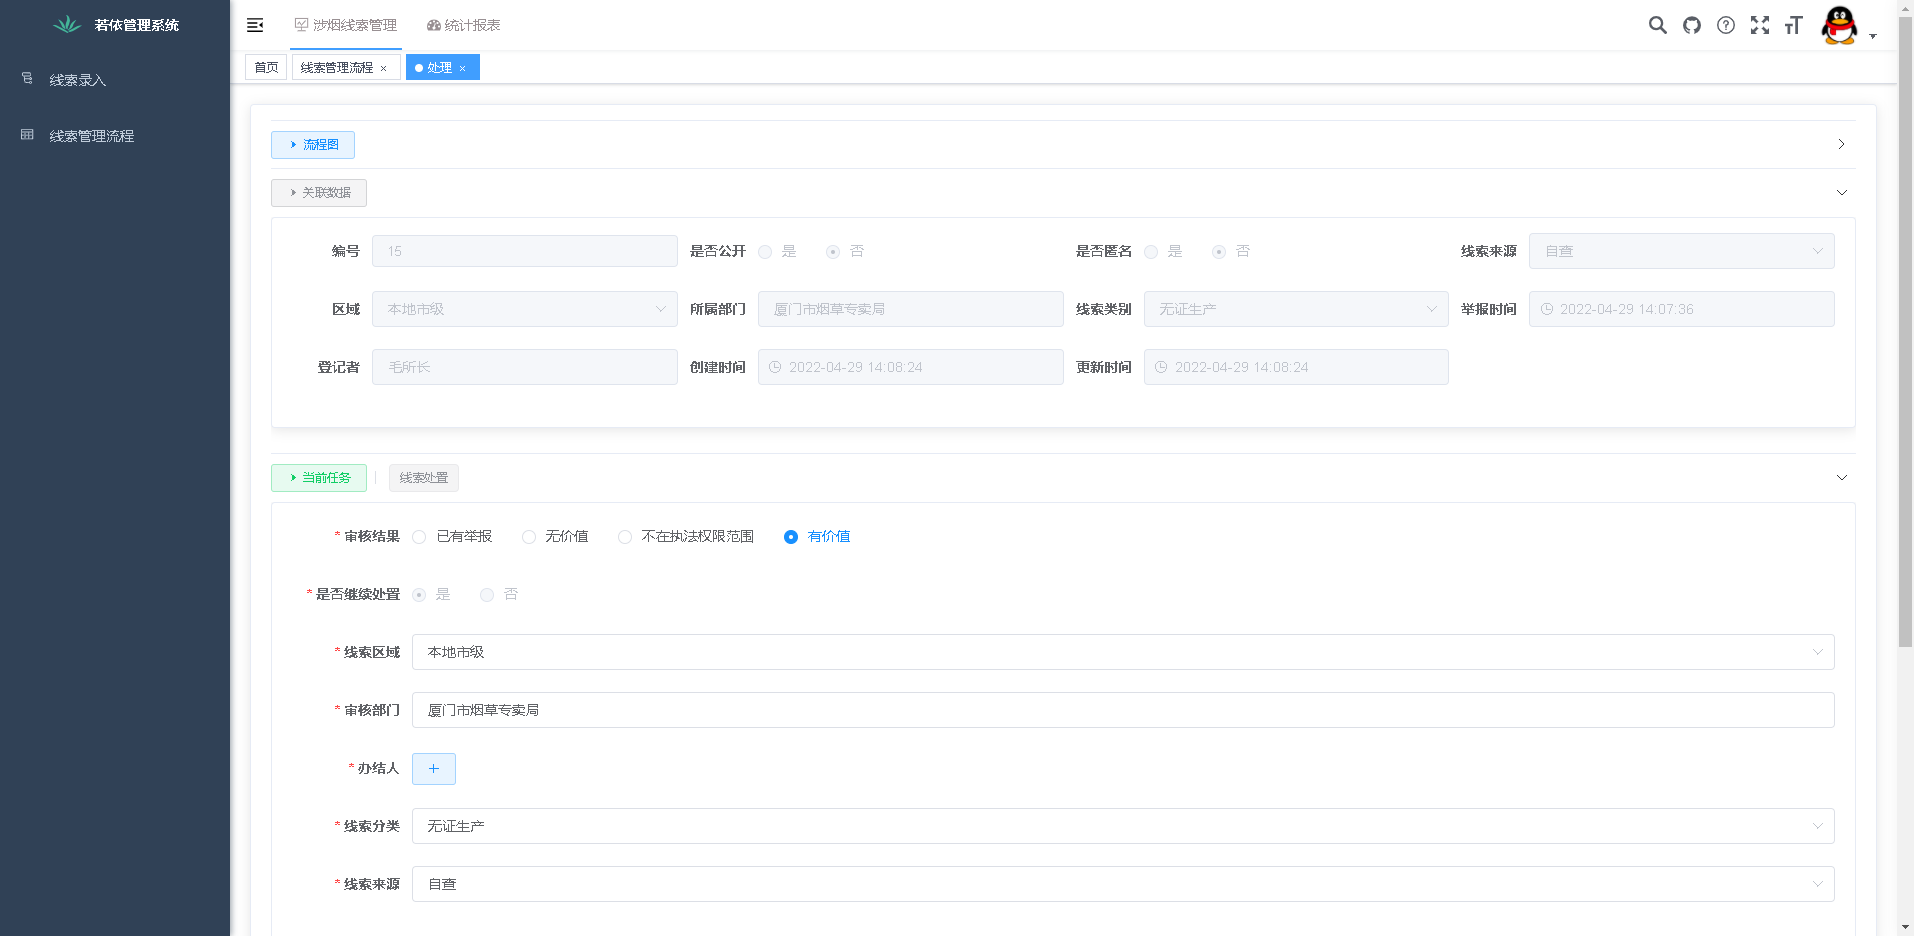 若依管理系统
涉烟线索管理 统计报表
首页 线索管理流程 × 处理 ×
线索录入
线索管理流程
流程图
关联数据
编号 15 是否公开 是 否 是否匿名 是 否 线索来源 自查
区域 本地市级 所属部门 厦门市烟草专卖局 线索类别 无证生产 举报时间 2022-04-29 14:07:36
登记者 毛所长 创建时间 2022-04-29 14:08:24 更新时间 2022-04-29 14:08:24
当前任务 线索处置
*审核结果 已有举报 无价值 不在执法权限范围 有价值
*是否继续处置 是 否
*线索区域 本地市级
*审核部门 厦门市烟草专卖局
*办结人 +
*线索分类 无证生产
*线索来源 自查